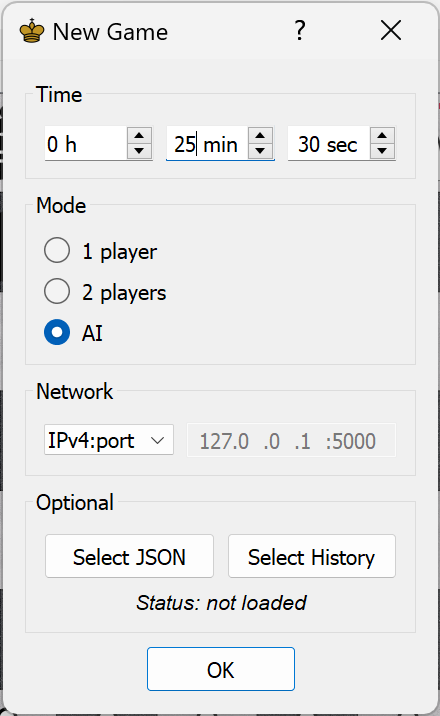 New Game ?
Time
0 h 25 min 30 sec
Mode
1 player
2 players
AI
Network
IPv4:port 127.0 .0 .1 :5000
Optional
Select JSON Select History
Status: not loaded
OK